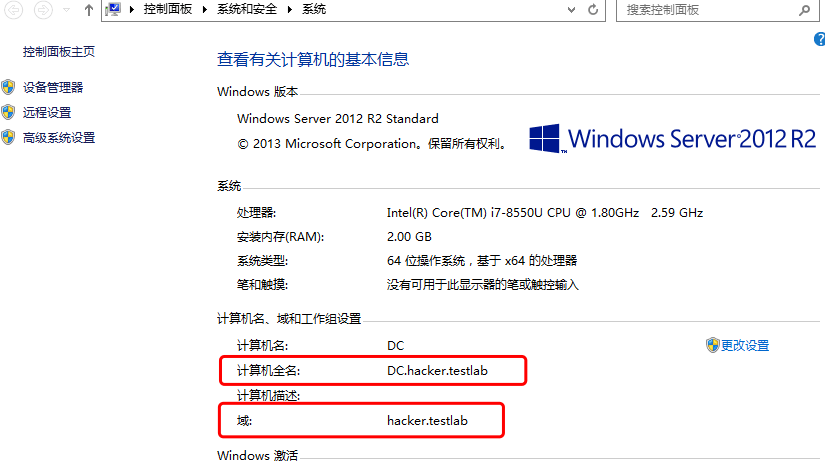 控制面板 系统和安全 系统 搜索控制面板
控制面板主页
设备管理器
远程设置
高级系统设置
查看有关计算机的基本信息
Windows 版本
Windows Server 2012 R2 Standard
© 2013 Microsoft Corporation。保留所有权利。
Windows Server 2012 R2
系统
处理器: Intel(R) Core(TM) i7-8550U CPU @ 1.80GHz 2.59 GHz
安装内存(RAM): 2.00 GB
系统类型: 64 位操作系统，基于 x64 的处理器
笔和触摸: 没有可用于此显示器的笔或触控输入
计算机名、域和工作组设置
计算机名: DC 更改设置
计算机全名: DC.hacker.testlab
计算机描述:
域: hacker.testlab
Windows 激活